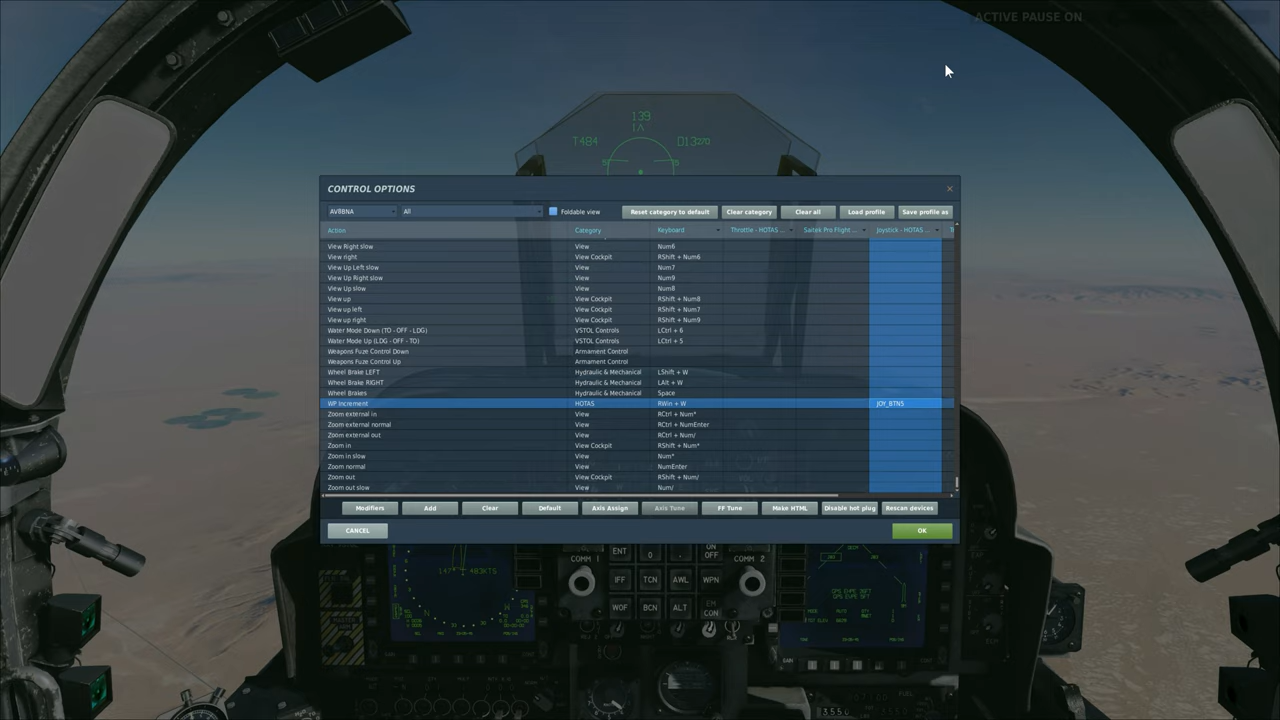 ACTIVE PAUSE ON
139
T484
CONTROL OPTIONS
AV8BNA All Foldable view Reset category to default Clear category Clear all Load profile Save profile as
Action Category Keyboard Throttle - HOTAS ... Saitek Pro Flight ... Joystick - HOTAS ...
View Right slow View Num6
View right View Cockpit RShift + Num6
View Up Left slow View Num7
View Up Right slow View Num9
View Up slow View Num8
View up View Cockpit RShift + Num8
View up left View Cockpit RShift + Num7
View up right View Cockpit RShift + Num9
Water Mode Down (TO - OFF - LDG) VSTOL Controls LCtrl + 6
Water Mode Up (LDG - OFF - TO) VSTOL Controls LCtrl + 5
Weapons Fuze Control Down Armament Control
Weapons Fuze Control Up Armament Control
Wheel Brake LEFT Hydraulic & Mechanical LShift + W
Wheel Brake RIGHT Hydraulic & Mechanical LAlt + W
Wheel Brakes Hydraulic & Mechanical Space
WP Increment HOTAS RWin + W JOY_BTN5
Zoom external in View RCtrl + Num*
Zoom external normal View RCtrl + NumEnter
Zoom external out View RCtrl + Num/
Zoom in View Cockpit RShift + Num*
Zoom in slow View Num*
Zoom normal View NumEnter
Zoom out View Cockpit RShift + Num/
Zoom out slow View Num/
Modifiers Add Clear Default Axis Assign Axis Tune FF Tune Make HTML Disable hot plug Rescan devices
CANCEL OK
COMM 1 ENT 0 . ON OFF COMM 2
IFF TCN AWL WPN
WOF BCN ALT EM CON